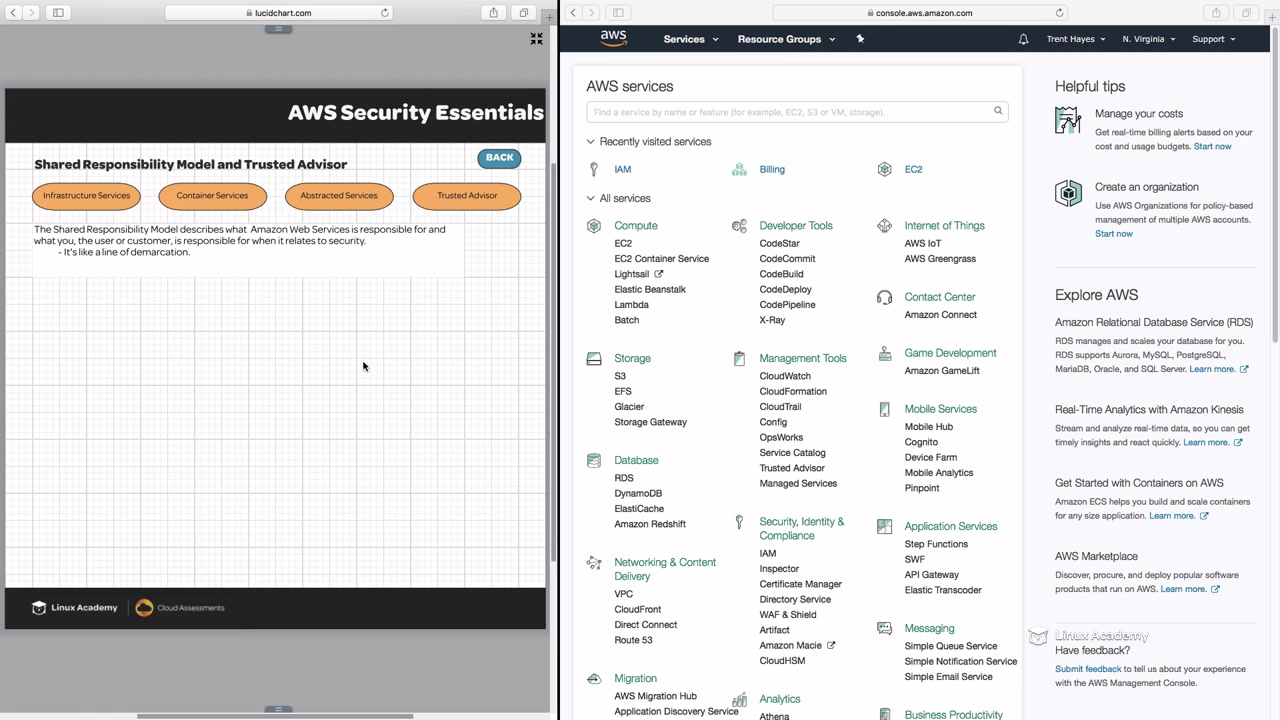 lucidchart.com
AWS Security Essentials
Shared Responsibility Model and Trusted Advisor
BACK
Infrastructure Services
Container Services
Abstracted Services
Trusted Advisor
The Shared Responsibility Model describes what Amazon Web Services is responsible for and
what you, the user or customer, is responsible for when it relates to security.
- It's like a line of demarcation.
Linux Academy
Cloud Assessments
console.aws.amazon.com
aws
Services
Resource Groups
Trent Hayes
N. Virginia
Support
AWS services
Find a service by name or feature (for example, EC2, S3 or VM, storage).
Recently visited services
IAM
Billing
EC2
All services
Compute
EC2
EC2 Container Service
Lightsail
Elastic Beanstalk
Lambda
Batch
Storage
S3
EFS
Glacier
Storage Gateway
Database
RDS
DynamoDB
ElastiCache
Amazon Redshift
Networking & Content
Delivery
VPC
CloudFront
Direct Connect
Route 53
Migration
AWS Migration Hub
Application Discovery Service
Developer Tools
CodeStar
CodeCommit
CodeBuild
CodeDeploy
CodePipeline
X-Ray
Management Tools
CloudWatch
CloudFormation
CloudTrail
Config
OpsWorks
Service Catalog
Trusted Advisor
Managed Services
Security, Identity &
Compliance
IAM
Inspector
Certificate Manager
Directory Service
WAF & Shield
Artifact
Amazon Macie
CloudHSM
Analytics
Athena
Internet of Things
AWS IoT
AWS Greengrass
Contact Center
Amazon Connect
Game Development
Amazon GameLift
Mobile Services
Mobile Hub
Cognito
Device Farm
Mobile Analytics
Pinpoint
Application Services
Step Functions
SWF
API Gateway
Elastic Transcoder
Messaging
Simple Queue Service
Simple Notification Service
Simple Email Service
Business Productivity
Helpful tips
Manage your costs
Get real-time billing alerts based on your
cost and usage budgets. Start now
Create an organization
Use AWS Organizations for policy-based
management of multiple AWS accounts.
Start now
Explore AWS
Amazon Relational Database Service (RDS)
RDS manages and scales your database for you.
RDS supports Aurora, MySQL, PostgreSQL,
MariaDB, Oracle, and SQL Server. Learn more.
Real-Time Analytics with Amazon Kinesis
Stream and analyze real-time data, so you can get
timely insights and react quickly. Learn more.
Get Started with Containers on AWS
Amazon ECS helps you build and scale containers
for any size application. Learn more.
AWS Marketplace
Discover, procure, and deploy popular software
products that run on AWS. Learn more.
Linux Academy
Have feedback?
Submit feedback to tell us about your experience
with the AWS Management Console.